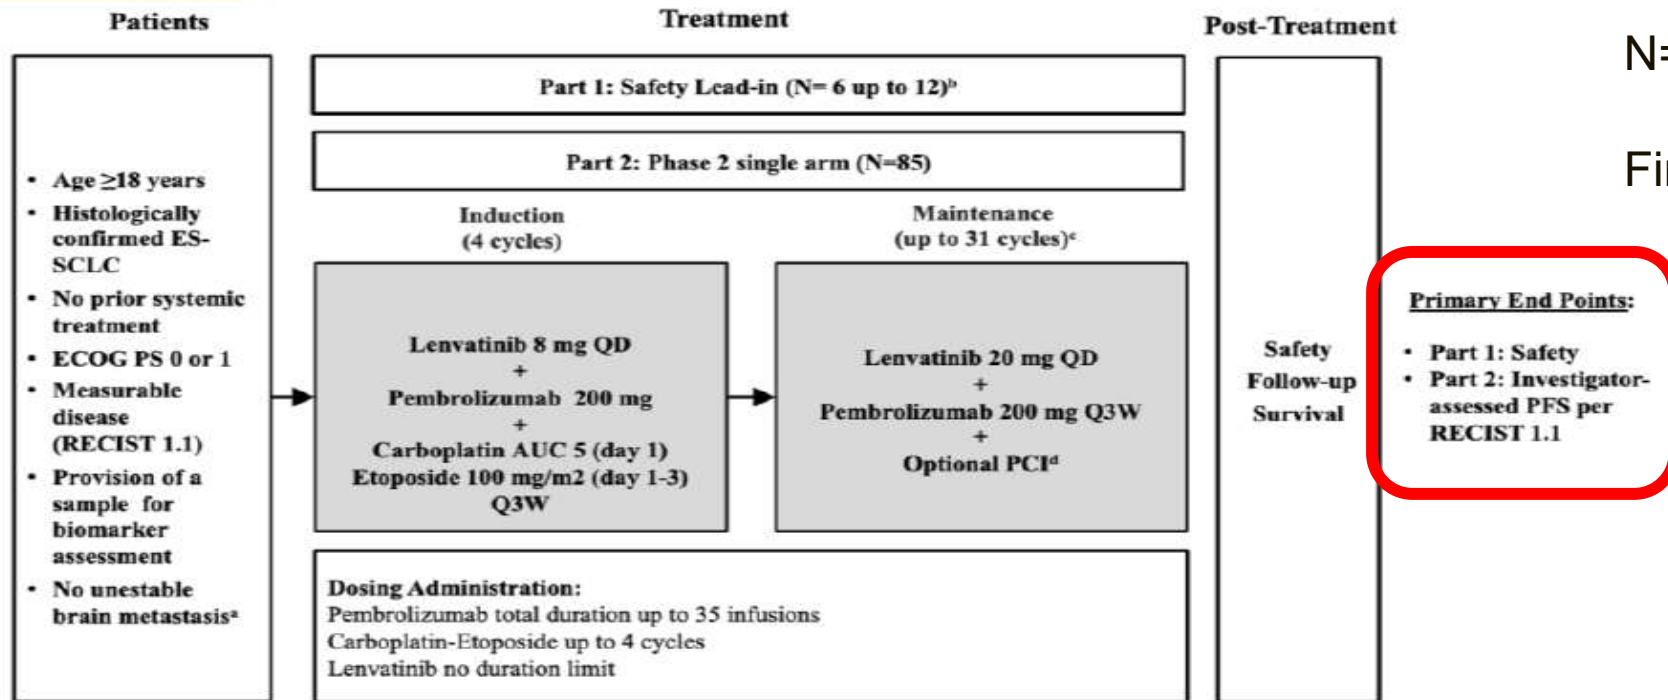 Patients
Treatment
Post-Treatment
N=
Fir
• Age ≥18 years
• Histologically
confirmed ES-
SCLC
• No prior systemic
treatment
• ECOG PS 0 or 1
• Measurable
disease
(RECIST 1.1)
• Provision of a
sample for
biomarker
assessment
• No unestable
brain metastasisᵃ
Part 1: Safety Lead-in (N= 6 up to 12)ᵇ
Part 2: Phase 2 single arm (N=85)
Induction
(4 cycles)
Lenvatinib 8 mg QD
+
Pembrolizumab 200 mg
+
Carboplatin AUC 5 (day 1)
Etoposide 100 mg/m2 (day 1-3)
Q3W
Maintenance
(up to 31 cycles)ᶜ
Lenvatinib 20 mg QD
+
Pembrolizumab 200 mg Q3W
+
Optional PCIᵈ
Dosing Administration:
Pembrolizumab total duration up to 35 infusions
Carboplatin-Etoposide up to 4 cycles
Lenvatinib no duration limit
Safety
Follow-up
Survival
Primary End Points:
• Part 1: Safety
• Part 2: Investigator-
assessed PFS per
RECIST 1.1